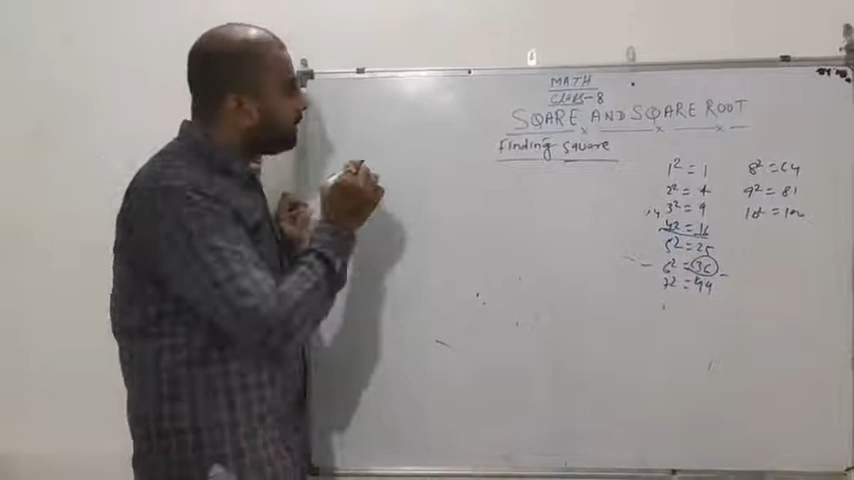 MATH
CLASS-8
SQARE AND SQARE ROOT
Finding square
1² = 1
2² = 4
3² = 9
4² = 16
5² = 25
6² = 36
7² = 49
8² = 64
9² = 81
10² = 100